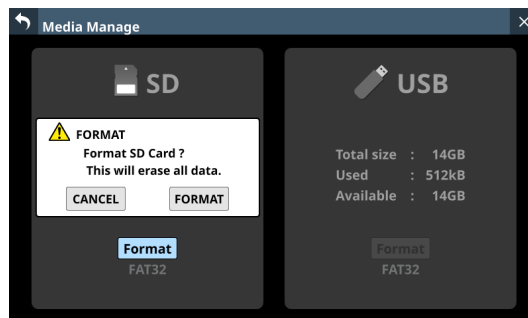 Media Manage
SD
FORMAT
Format SD Card ?
This will erase all data.
CANCEL
FORMAT
Format
FAT32
USB
Total size : 14GB
Used : 512kB
Available : 14GB
Format
FAT32